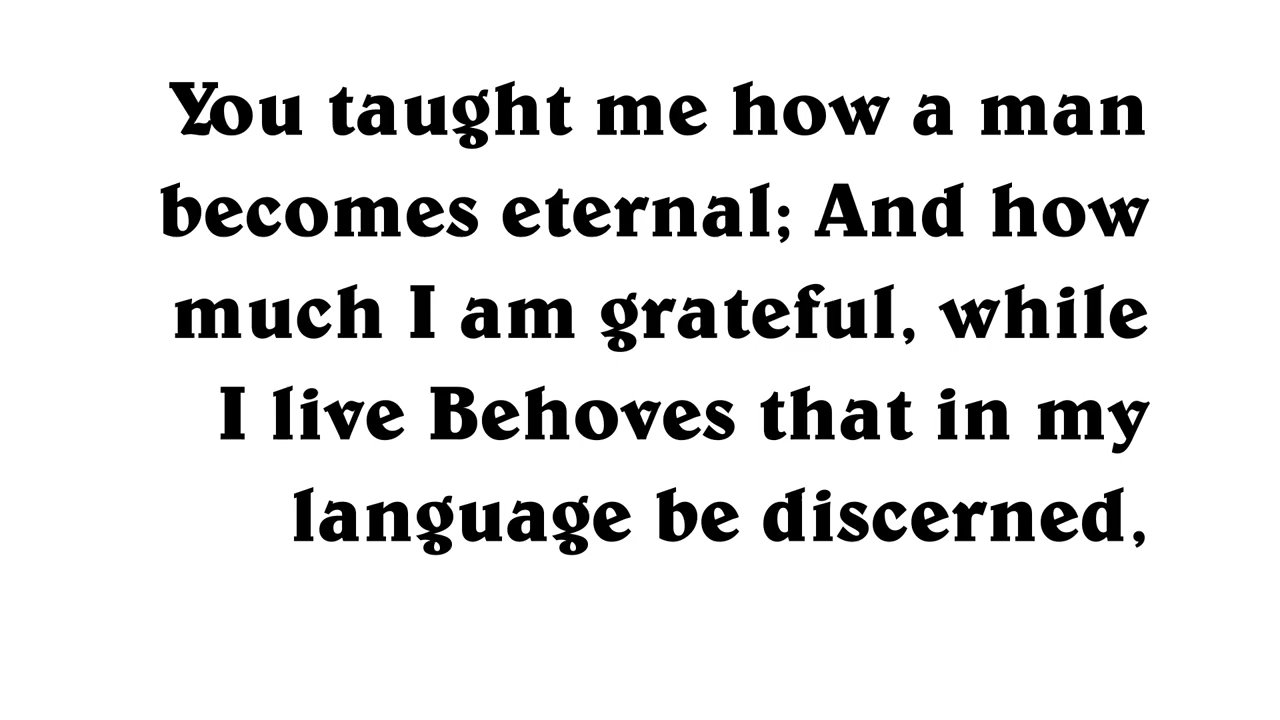 You taught me how a man
becomes eternal; And how
much I am grateful, while
I live Behoves that in my
language be discerned,